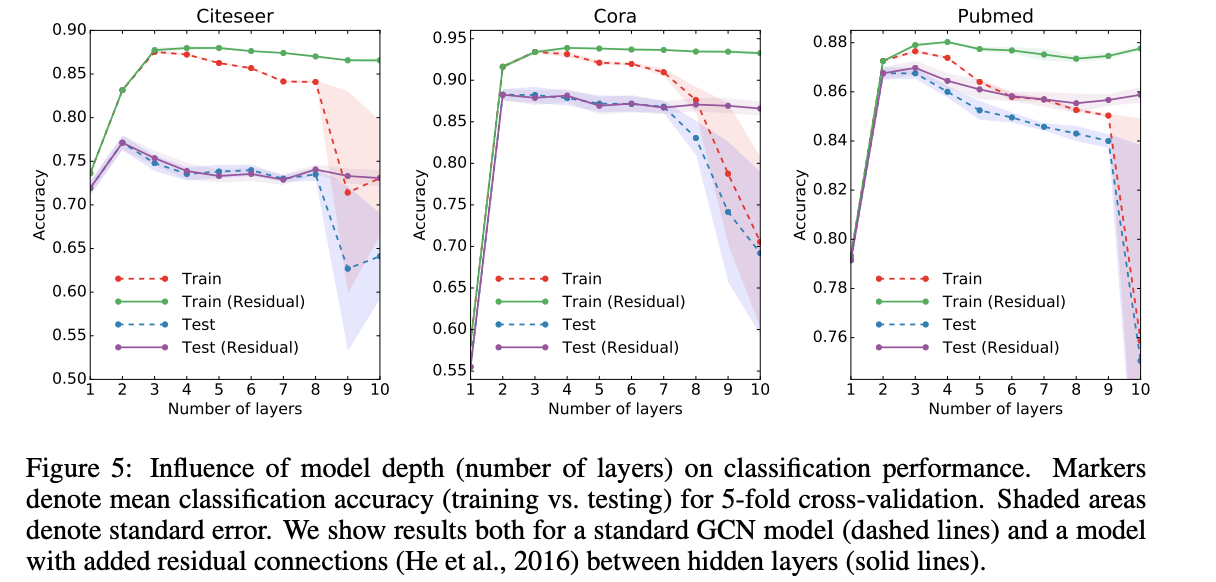 Citeseer
0.90
0.85
0.80
0.75
0.70
0.65
0.60
0.55
0.50
Accuracy
Train
Train (Residual)
Test
Test (Residual)
1 2 3 4 5 6 7 8 9 10
Number of layers
Cora
0.95
0.90
0.85
0.80
0.75
0.70
0.65
0.60
0.55
Accuracy
Train
Train (Residual)
Test
Test (Residual)
1 2 3 4 5 6 7 8 9 10
Number of layers
Pubmed
0.88
0.86
0.84
0.82
0.80
0.78
0.76
Accuracy
Train
Train (Residual)
Test
Test (Residual)
1 2 3 4 5 6 7 8 9 10
Number of layers
Figure 5: Influence of model depth (number of layers) on classification performance. Markers
denote mean classification accuracy (training vs. testing) for 5-fold cross-validation. Shaded areas
denote standard error. We show results both for a standard GCN model (dashed lines) and a model
with added residual connections (He et al., 2016) between hidden layers (solid lines).